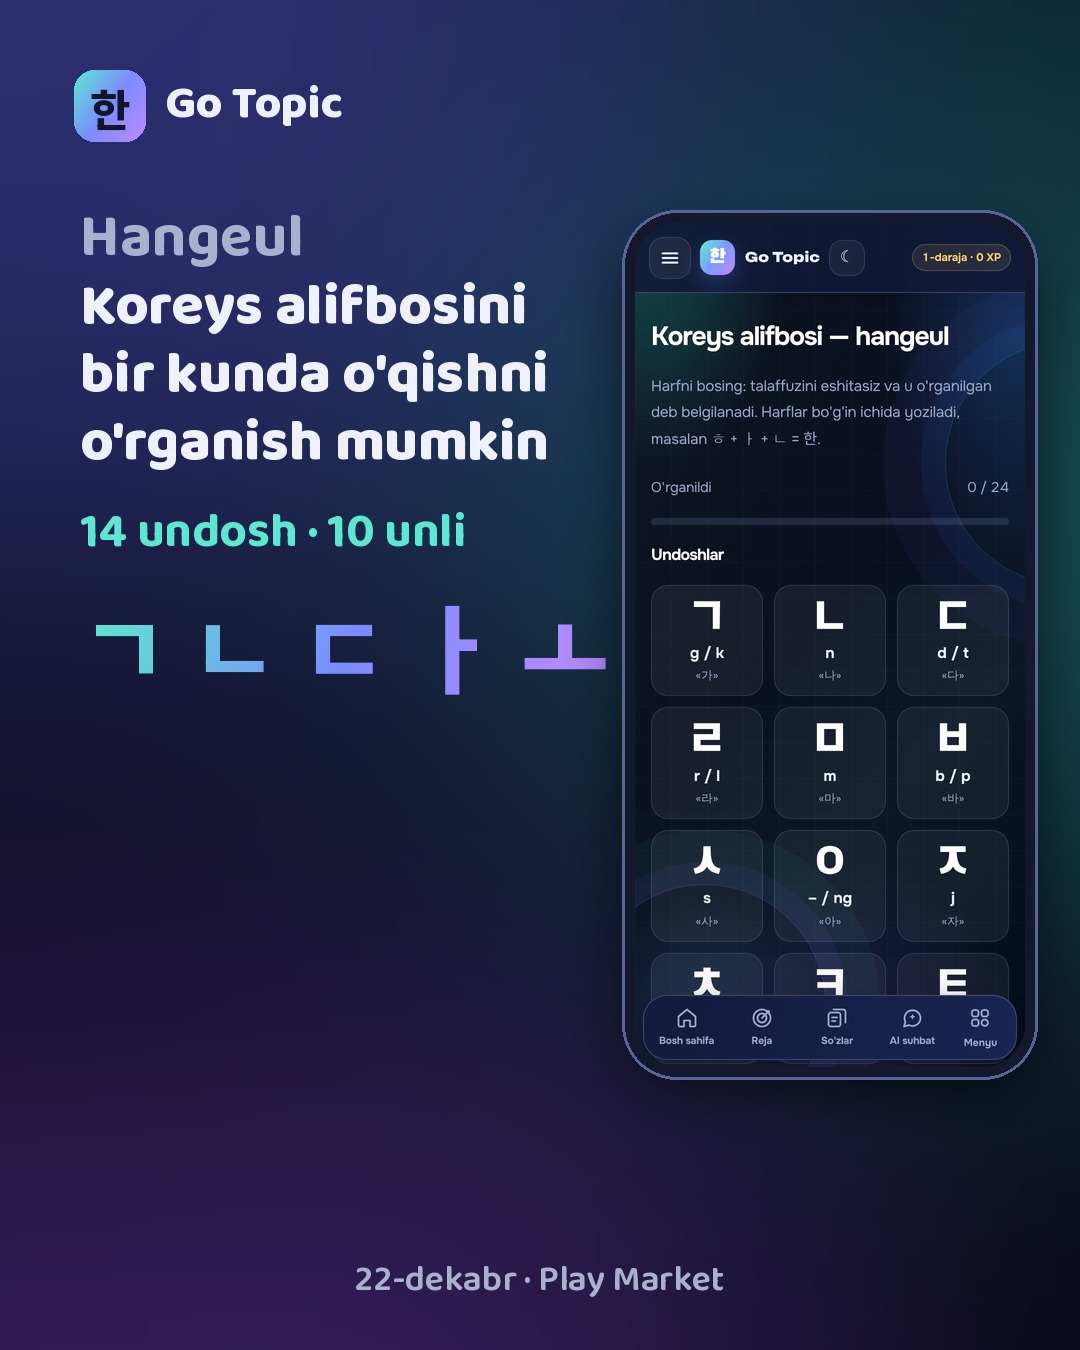 한 Go Topic
Hangeul
Koreys alifbosini
bir kunda o'qishni
o'rganish mumkin
14 undosh · 10 unli
ㄱ ㄴ ㄷ ㅏ ㅗ
한 Go Topic 1-daraja · 0 XP
Koreys alifbosi — hangeul
Harfni bosing: talaffuzini eshitasiz va u o'rganilgan
deb belgilanadi. Harflar bo'g'in ichida yoziladi,
masalan ㅎ + ㅏ + ㄴ = 한.
O'rganildi 0 / 24
Undoshlar
ㄱ ㄴ ㄷ
g / k n d / t
«가» «나» «다»
ㄹ ㅁ ㅂ
r / l m b / p
«라» «마» «바»
ㅅ ㅇ ㅈ
s – / ng j
«사» «아» «자»
ㅊ ㅋ ㅌ
Bosh sahifa Reja So'zlar AI suhbat Menyu
22-dekabr · Play Market